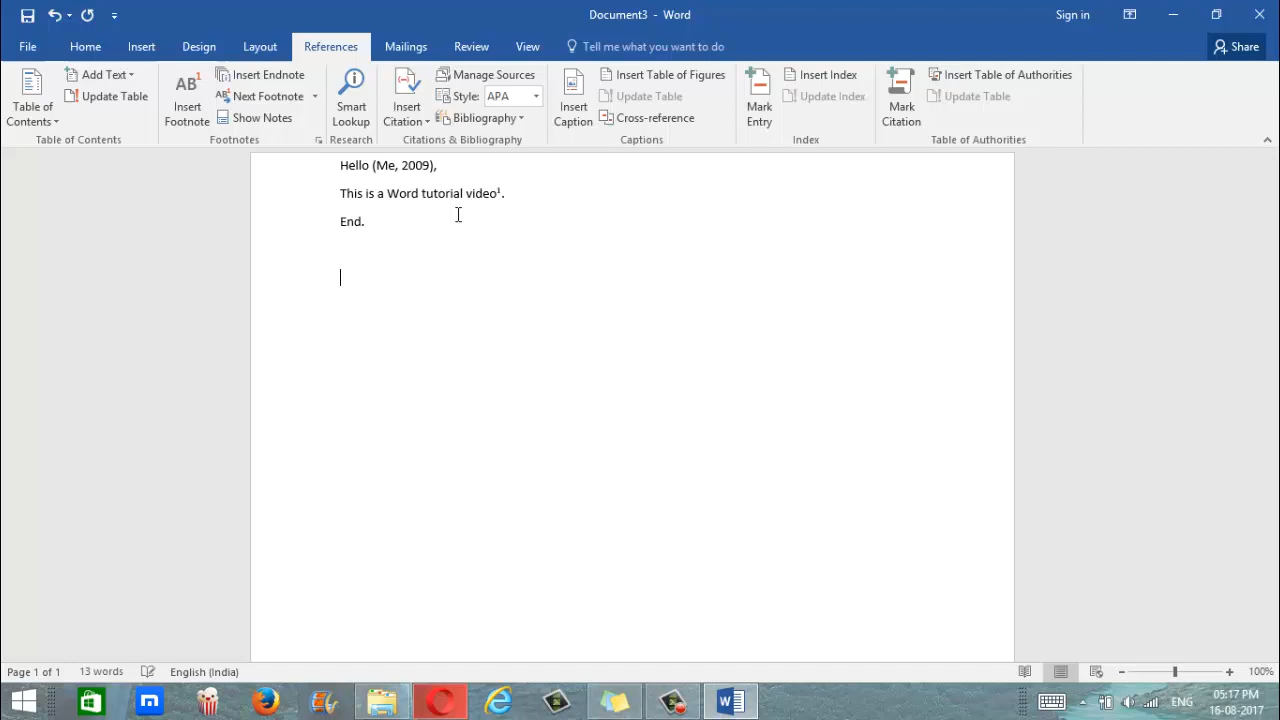 Document3 - Word
Sign in
File Home Insert Design Layout References Mailings Review View Tell me what you want to do Share
Table of Contents
Add Text
Update Table
Table of Contents
AB¹ Insert Footnote
Insert Endnote
Next Footnote
Show Notes
Footnotes
Smart Lookup
Research
Insert Citation
Manage Sources
Style: APA
Bibliography
Citations & Bibliography
Insert Caption
Insert Table of Figures
Update Table
Cross-reference
Captions
Mark Entry
Insert Index
Update Index
Index
Mark Citation
Insert Table of Authorities
Update Table
Table of Authorities
Hello (Me, 2009),
This is a Word tutorial video¹.
End.
Page 1 of 1 13 words English (India) 100%
ENG
05:17 PM
16-08-2017